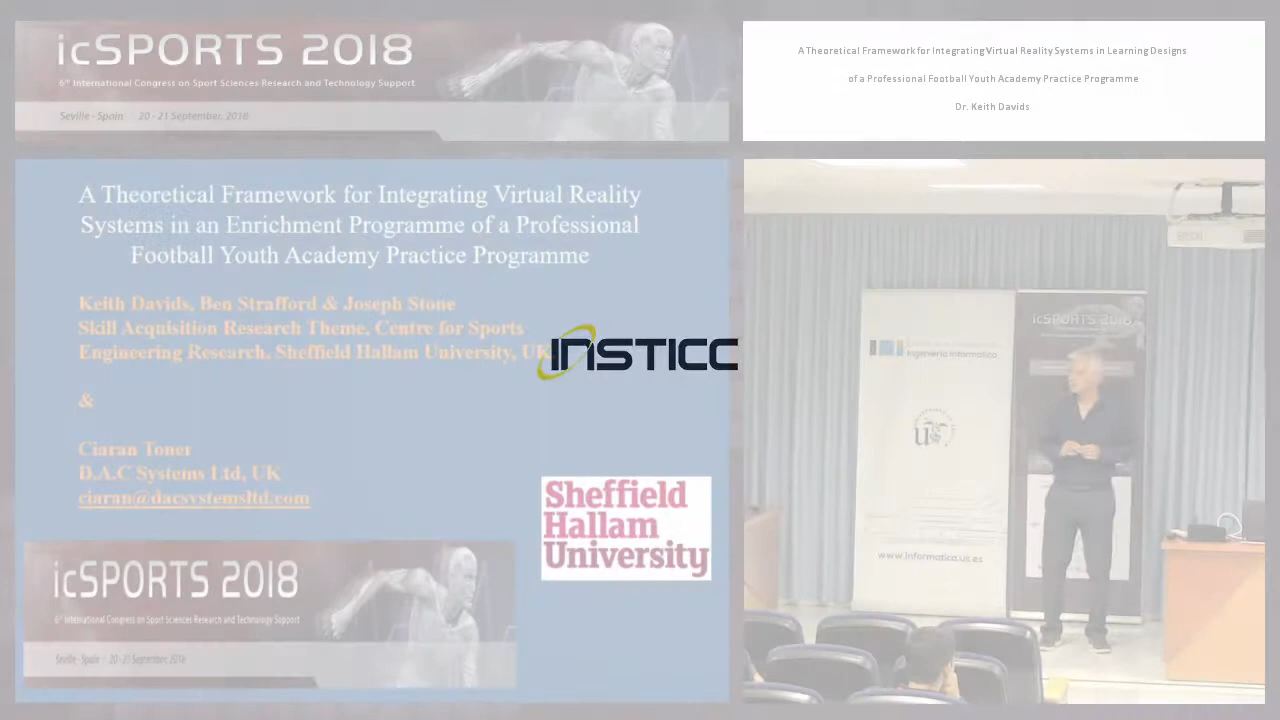 icSPORTS 2018
6th International Congress on Sport Sciences Research and Technology Support
Seville - Spain 20 - 21 September, 2018
A Theoretical Framework for Integrating Virtual Reality Systems in Learning Designs
of a Professional Football Youth Academy Practice Programme
Dr. Keith Davids
A Theoretical Framework for Integrating Virtual Reality
Systems in an Enrichment Programme of a Professional
Football Youth Academy Practice Programme
Keith Davids, Ben Strafford & Joseph Stone
Skill Acquisition Research Theme, Centre for Sports
Engineering Research, Sheffield Hallam University, UK
&
Ciaran Toner
D.A.C Systems Ltd, UK
ciaran@dacsystemsltd.com
Sheffield
Hallam
University
icSPORTS 2018
6th International Congress on Sport Sciences Research and Technology Support
Seville - Spain 20 - 21 September, 2018
INSTICC
EPSON
icSPORTS 2018
ingeniería informática
us
www.informatica.us.es